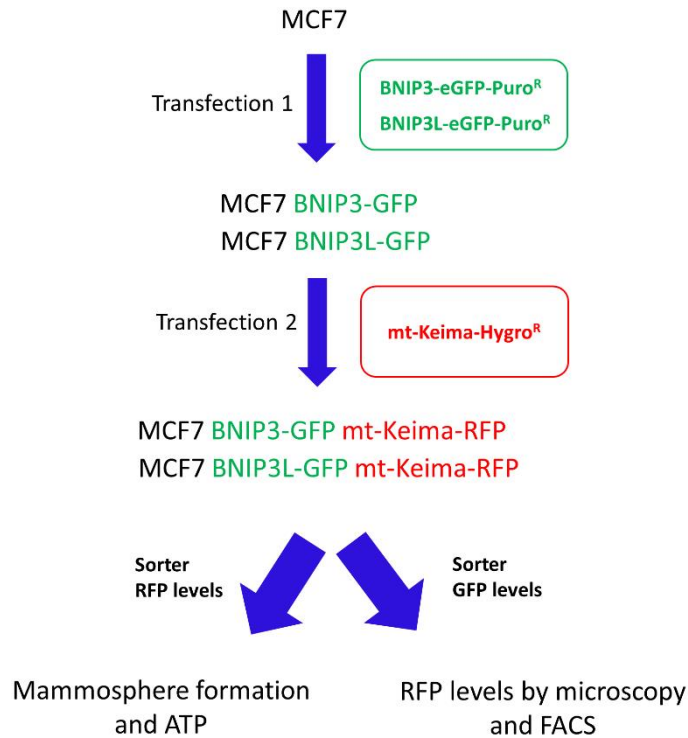 MCF7
Transfection 1
BNIP3-eGFP-Puroᴿ
BNIP3L-eGFP-Puroᴿ
MCF7 BNIP3-GFP
MCF7 BNIP3L-GFP
Transfection 2
mt-Keima-Hygroᴿ
MCF7 BNIP3-GFP mt-Keima-RFP
MCF7 BNIP3L-GFP mt-Keima-RFP
Sorter
RFP levels
Sorter
GFP levels
Mammosphere formation
and ATP
RFP levels by microscopy
and FACS